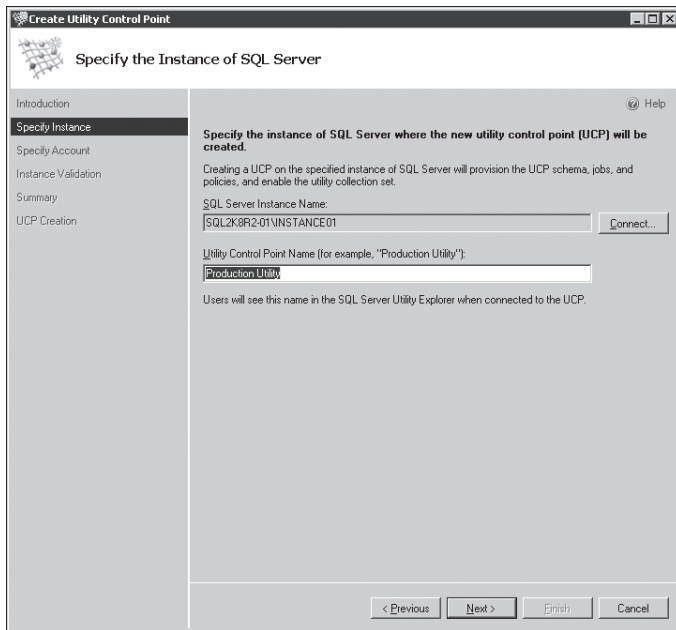 Create Utility Control Point
Specify the Instance of SQL Server
Introduction
Specify Instance
Specify Account
Instance Validation
Summary
UCP Creation
Help
Specify the instance of SQL Server where the new utility control point (UCP) will be
created.
Creating a UCP on the specified instance of SQL Server will provision the UCP schema, jobs, and
policies, and enable the utility collection set.
SQL Server Instance Name:
SQL2K8R2-01\INSTANCE01
Connect...
Utility Control Point Name (for example, "Production Utility"):
Production Utility
Users will see this name in the SQL Server Utility Explorer when connected to the UCP.
< Previous
Next >
Finish
Cancel